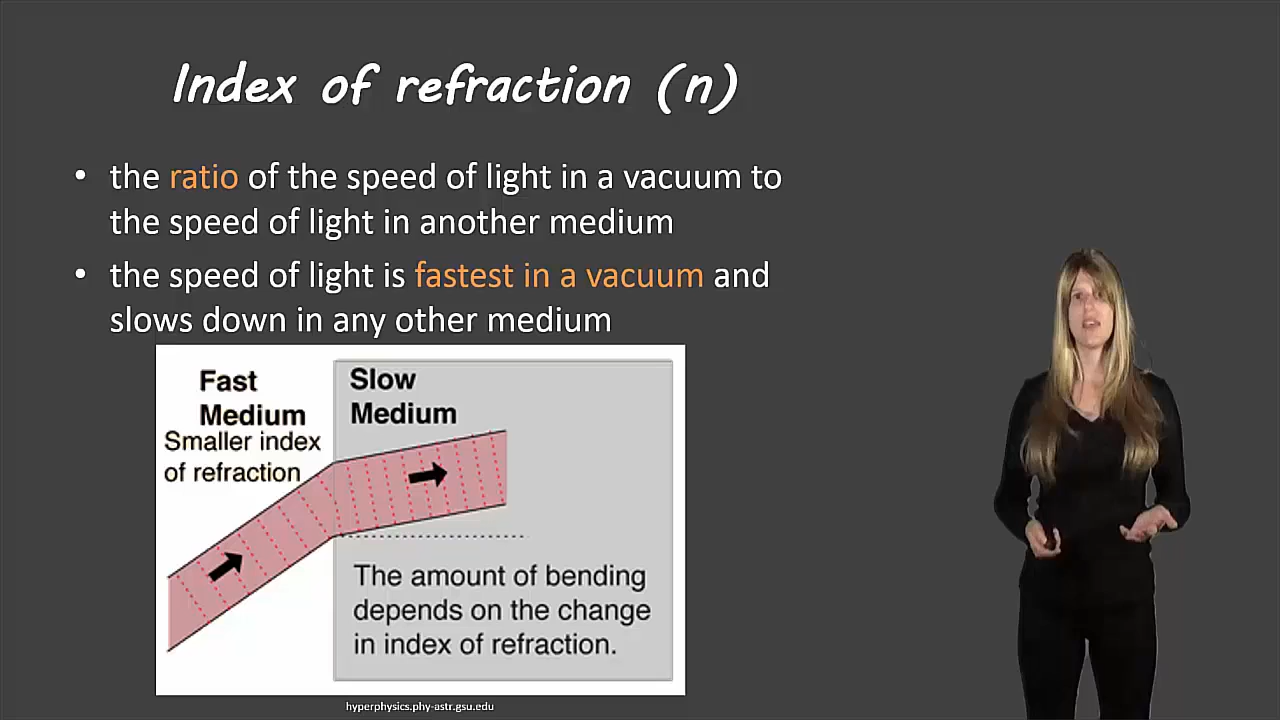 Index of refraction (n)
• the ratio of the speed of light in a vacuum to
the speed of light in another medium
• the speed of light is fastest in a vacuum and
slows down in any other medium
Fast
Medium
Smaller index
of refraction
Slow
Medium
The amount of bending
depends on the change
in index of refraction.
hyperphysics.phy-astr.gsu.edu